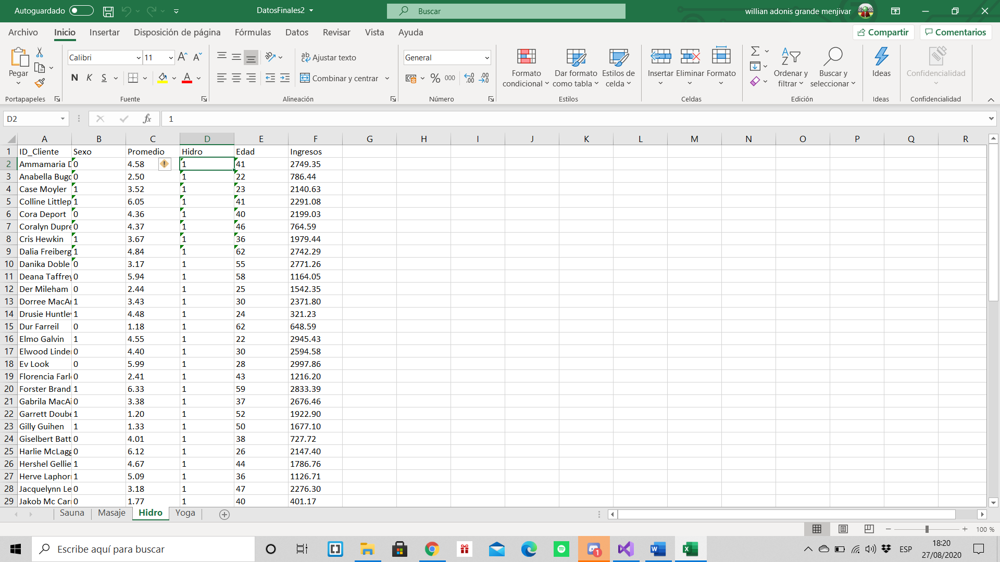 Autoguardado
DatosFinales2
Buscar
willian adonis grande menjivar
Archivo Inicio Insertar Disposición de página Fórmulas Datos Revisar Vista Ayuda
Compartir Comentarios
Pegar
Calibri 11
N K S
Ajustar texto
Combinar y centrar
General
% 000
Formato condicional
Dar formato como tabla
Estilos de celda
Insertar Eliminar Formato
Ordenar y filtrar
Buscar y seleccionar
Ideas
Confidencialidad
Portapapeles Fuente Alineación Número Estilos Celdas Edición Ideas Confidencialidad
D2 fx 1
A B C D E F G H I J K L M N O P Q R
1 ID_Cliente Sexo Promedio Hidro Edad Ingresos
2 Ammamaria D 0 4.58 1 41 2749.35
3 Anabella Bugd 0 2.50 1 22 786.44
4 Case Moyler 1 3.52 1 23 2140.63
5 Colline Littlep 1 6.05 1 41 2291.08
6 Cora Deport 0 4.36 1 40 2199.03
7 Coralyn Dupre 0 4.37 1 46 764.59
8 Cris Hewkin 1 3.67 1 36 1979.44
9 Dalia Freiberg 1 4.84 1 62 2742.29
10 Danika Doble 0 3.17 1 55 2771.26
11 Deana Taffrey 0 5.94 1 58 1164.05
12 Der Mileham 0 2.44 1 25 1542.35
13 Dorree MacAr 1 3.43 1 30 2371.80
14 Drusie Huntley 1 4.48 1 24 321.23
15 Dur Farreil 0 1.18 1 62 648.59
16 Elmo Galvin 1 4.55 1 22 2945.43
17 Elwood Linder 0 4.40 1 30 2594.58
18 Ev Look 0 5.99 1 28 2997.86
19 Florencia Farl 0 2.41 1 43 1216.20
20 Forster Brand 1 6.33 1 59 2833.39
21 Gabrila MacAi 0 3.38 1 37 2676.46
22 Garrett Doube 1 1.20 1 52 1922.90
23 Gilly Guihen 1 1.33 1 50 1677.10
24 Giselbert Batt 0 4.01 1 38 727.72
25 Harlie McLagg 0 6.12 1 26 2147.40
26 Hershel Gellie 1 4.67 1 44 1786.76
27 Herve Laphor 1 5.09 1 36 1126.71
28 Jacquelynn Le 0 3.18 1 47 2276.30
29 Jakob Mc Carr 0 1.77 1 40 401.17
Sauna Masaje Hidro Yoga
100 %
Escribe aquí para buscar
1
ESP
18:20
27/08/2020